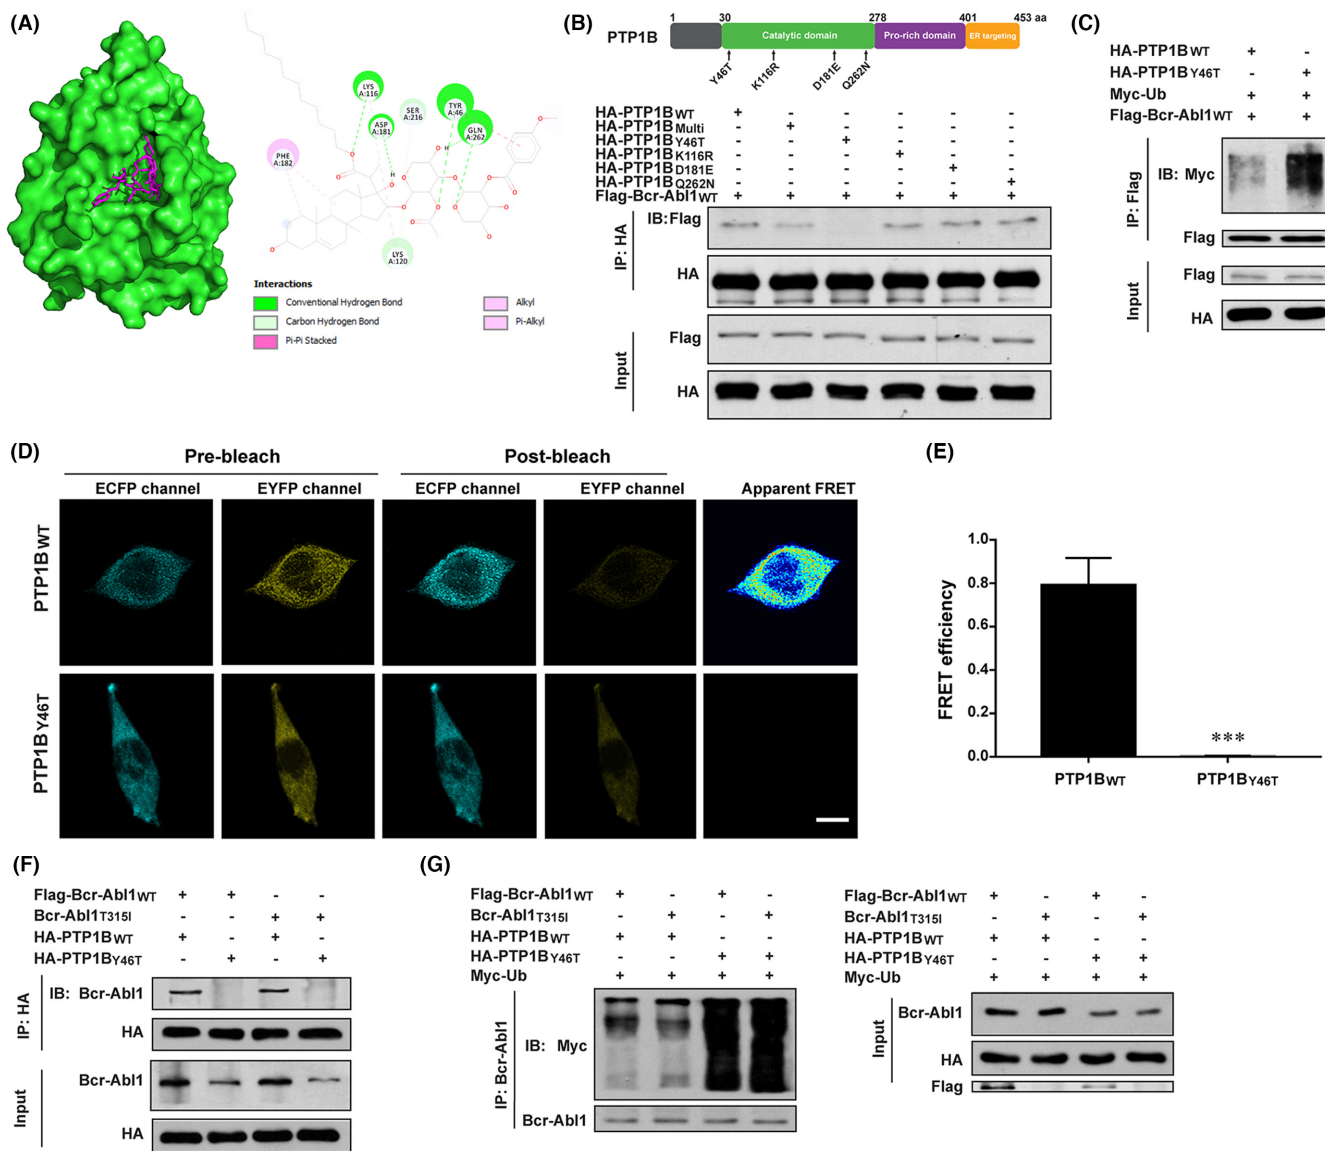 (A)
LYS
A:116
ASP
A:181
SER
A:216
TYR
A:46
GLN
A:262
PHE
A:182
LYS
A:120
H
H
Interactions
Conventional Hydrogen Bond
Carbon Hydrogen Bond
Pi-Pi Stacked
Alkyl
Pi-Alkyl
(B)
1 30 278 401 453 aa
PTP1B Catalytic domain Pro-rich domain ER targeting
Y46T K116R D181E Q262N
HA-PTP1BWT + - - - - -
HA-PTP1BMulti - + - - - -
HA-PTP1BY46T - - + - - -
HA-PTP1BK116R - - - + - -
HA-PTP1BD181E - - - - + -
HA-PTP1BQ262N - - - - - +
Flag-Bcr-Abl1WT + + + + + +
IP: HA
IB:Flag
HA
Input
Flag
HA
(C)
HA-PTP1BWT + -
HA-PTP1BY46T - +
Myc-Ub + +
Flag-Bcr-Abl1WT + +
IP: Flag
IB: Myc
Flag
Input
Flag
HA
(D)
Pre-bleach Post-bleach
ECFP channel EYFP channel ECFP channel EYFP channel Apparent FRET
PTP1BWT
PTP1BY46T
(E)
FRET efficiency
1.0
0.8
0.6
0.4
0.2
0.0
***
PTP1BWT PTP1BY46T
(F)
Flag-Bcr-Abl1WT + + - -
Bcr-Abl1T315I - - + +
HA-PTP1BWT + - + -
HA-PTP1BY46T - + - +
IP: HA
IB: Bcr-Abl1
HA
Input
Bcr-Abl1
HA
(G)
Flag-Bcr-Abl1WT + - + -
Bcr-Abl1T315I - + - +
HA-PTP1BWT + + - -
HA-PTP1BY46T - - + +
Myc-Ub + + + +
IP: Bcr-Abl1
IB: Myc
Bcr-Abl1
Flag-Bcr-Abl1WT + - + -
Bcr-Abl1T315I - + - +
HA-PTP1BWT + + - -
HA-PTP1BY46T - - + +
Myc-Ub + + + +
Input
Bcr-Abl1
HA
Flag